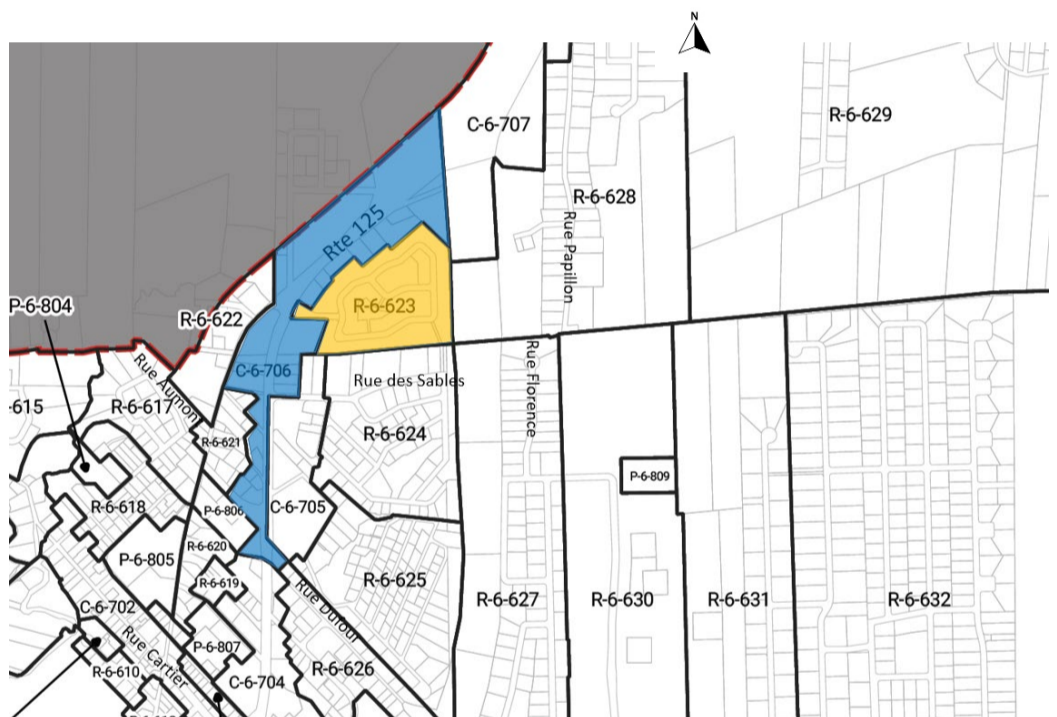 N
C-6-707
R-6-629
R-6-628
Rte 125
Rue Papillon
P-6-804
R-6-622
R-6-623
C-6-706
Rue Aumont
Rue des Sables
Rue Florence
-615
R-6-617
R-6-621
R-6-624
P-6-809
R-6-618
P-6-806
C-6-705
P-6-805
R-6-620
R-6-619
R-6-625
Rue Dufour
R-6-627
R-6-630
R-6-631
R-6-632
C-6-702
Rue Cartier
P-6-807
R-6-610
C-6-704
R-6-626